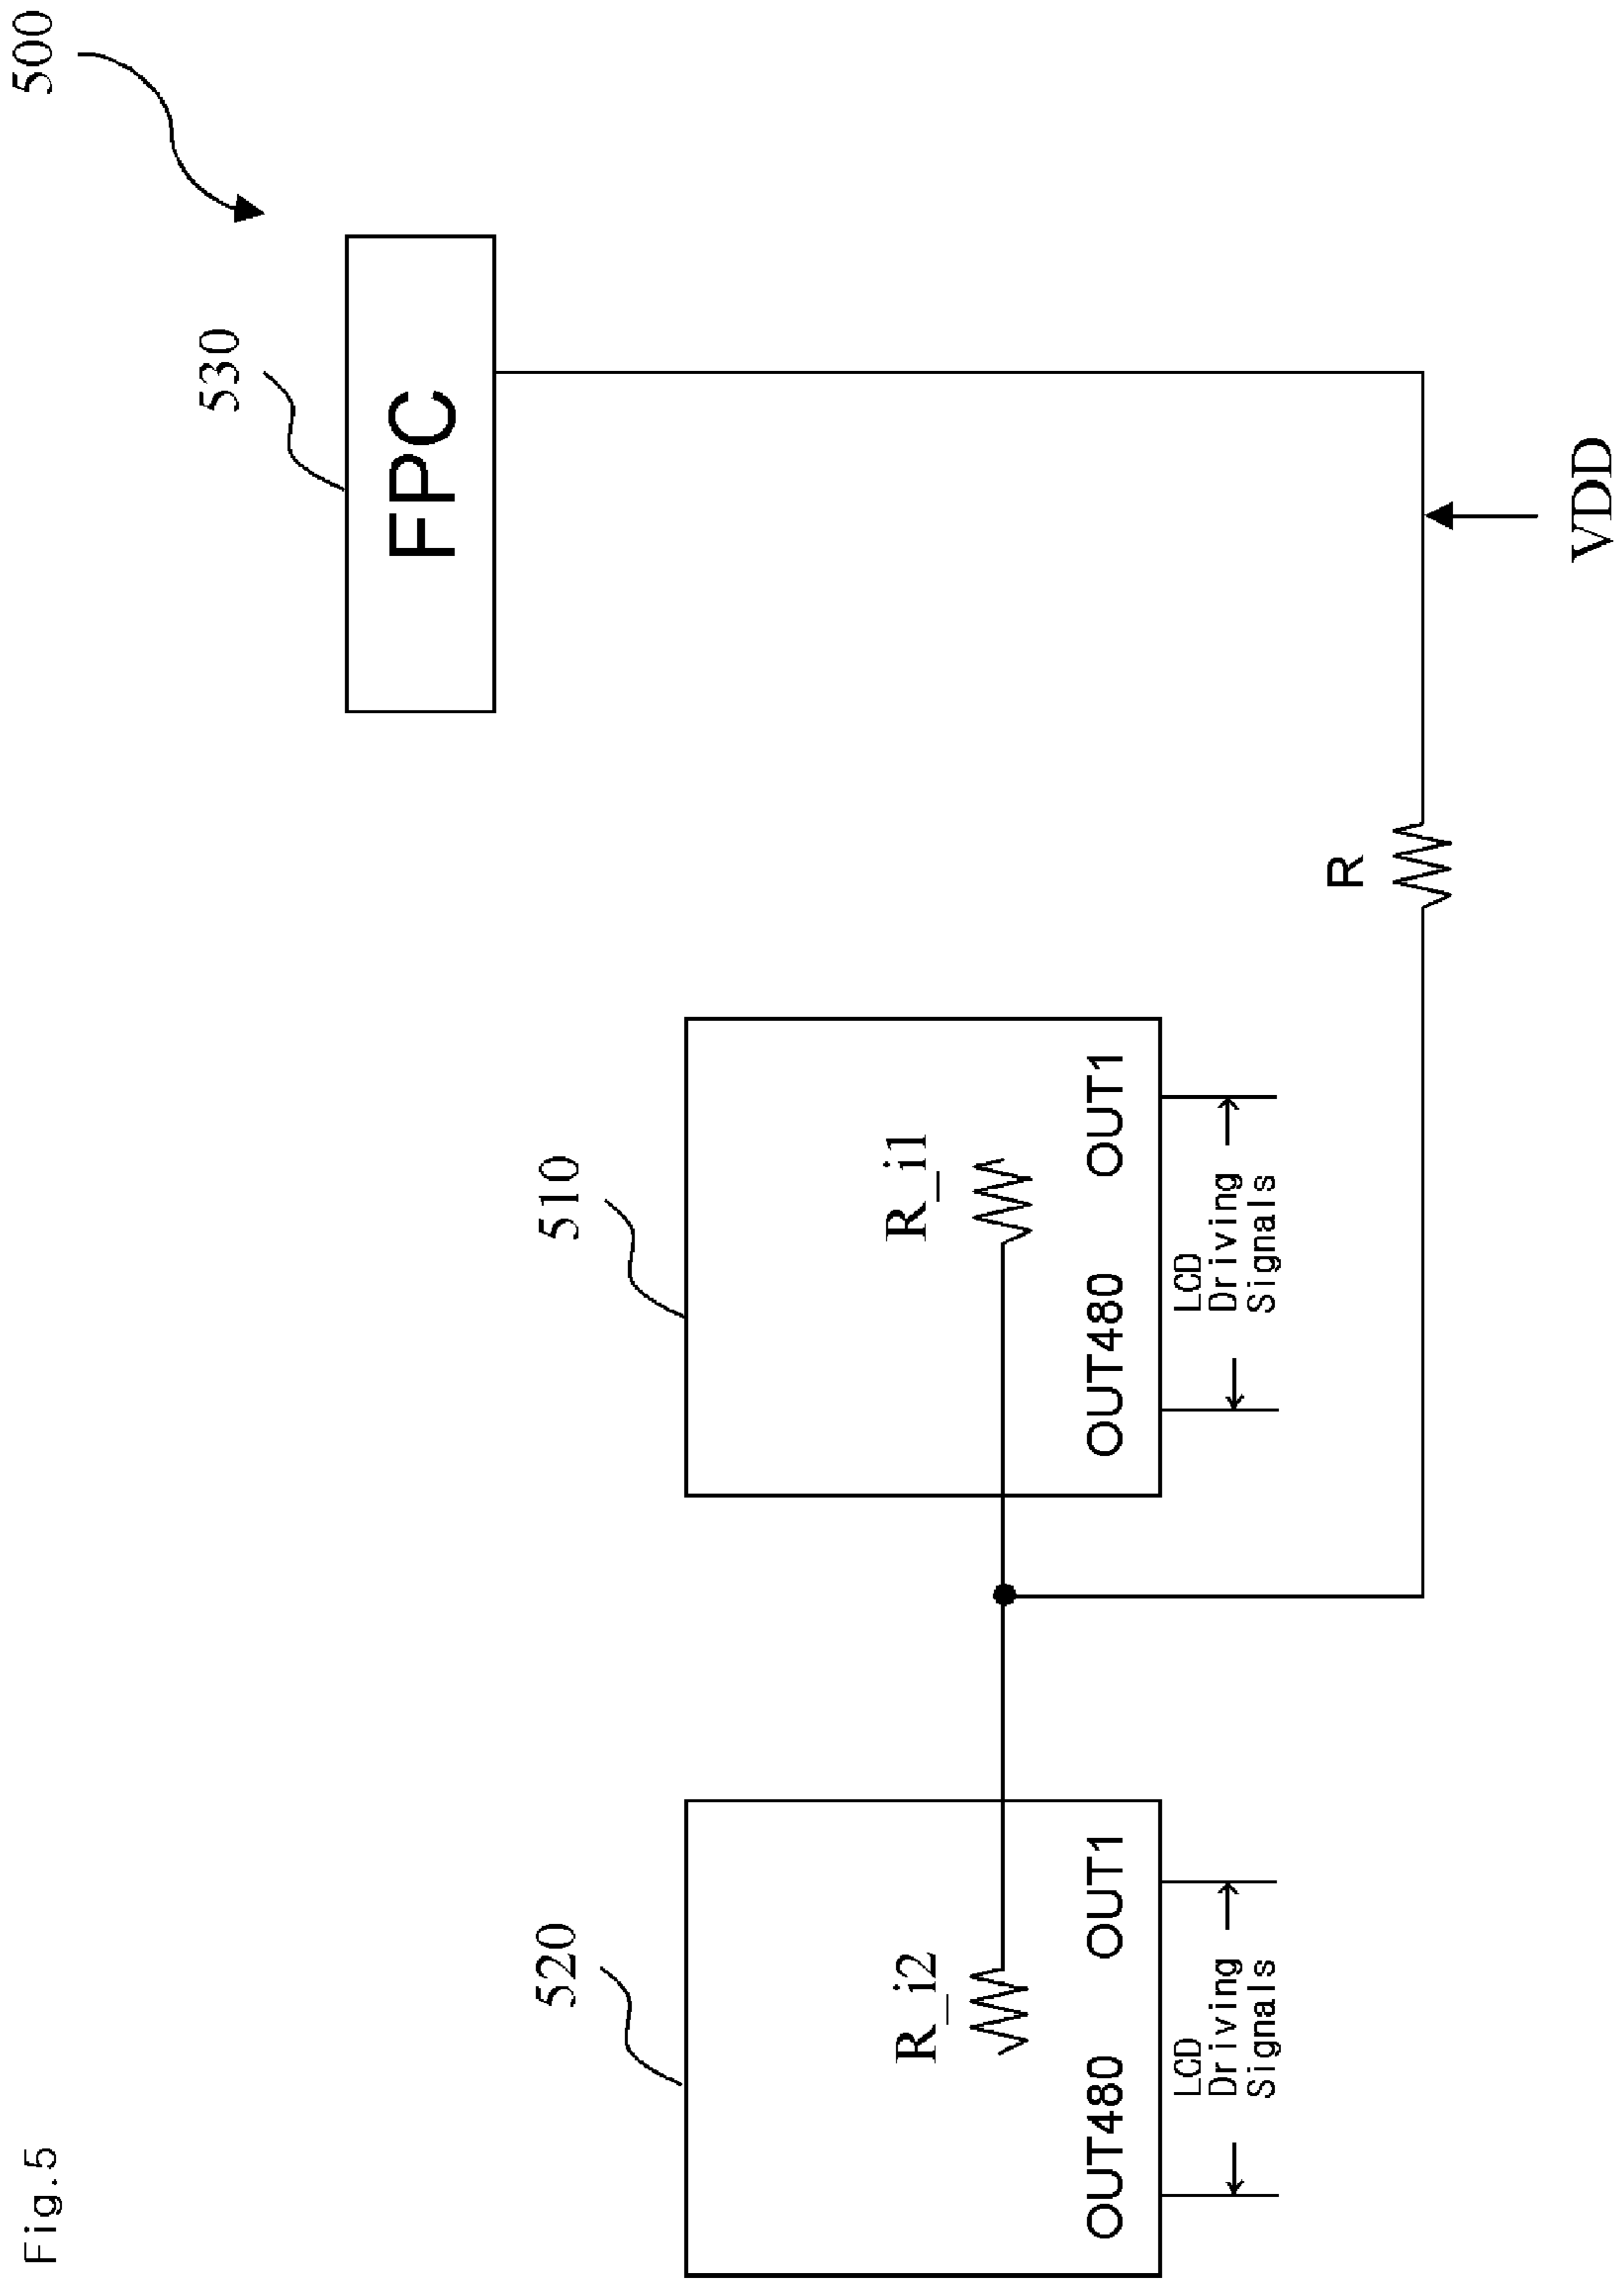 Fig.5
500
520
510
530
FPC
R_i2
R_i1
OUT480 OUT1
OUT480 OUT1
LCD
Driving
Signals
LCD
Driving
Signals
R
VDD